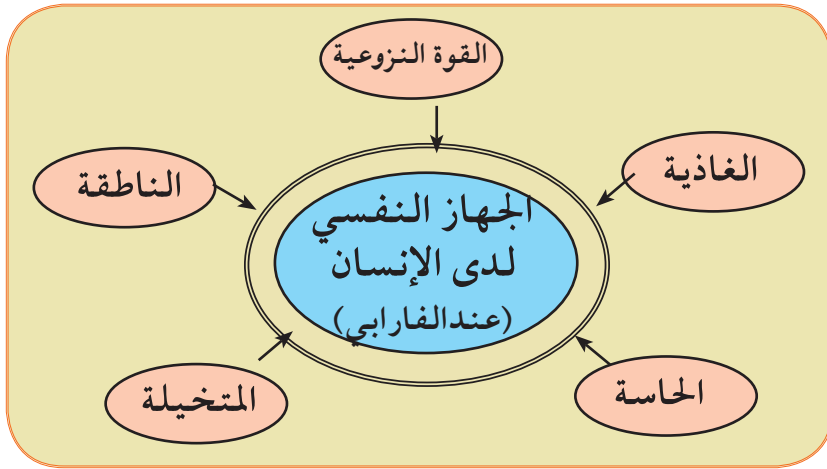 القوة النزوعية
الغاذية
الناطقة
الجهاز النفسي
لدى الإنسان
(عندالفارابي)
الحاسة
المتخيلة